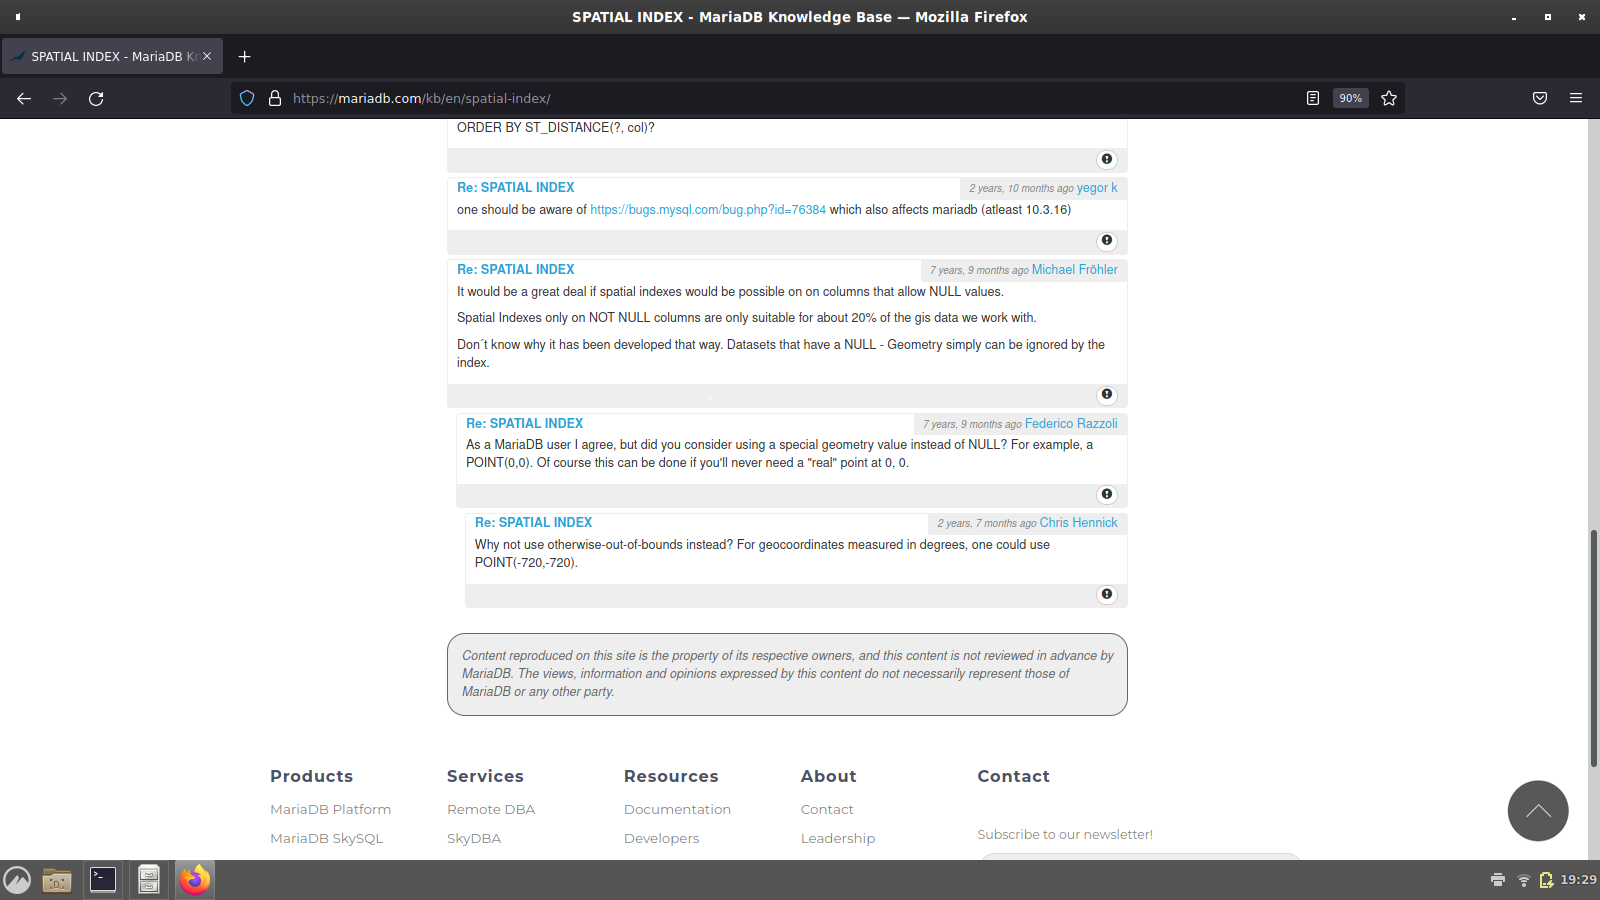 SPATIAL INDEX - MariaDB Knowledge Base — Mozilla Firefox
SPATIAL INDEX - MariaDB Kn
https://mariadb.com/kb/en/spatial-index/
90%
ORDER BY ST_DISTANCE(?, col)?
Re: SPATIAL INDEX
2 years, 10 months ago yegor k
one should be aware of https://bugs.mysql.com/bug.php?id=76384 which also affects mariadb (atleast 10.3.16)
Re: SPATIAL INDEX
7 years, 9 months ago Michael Fröhler
It would be a great deal if spatial indexes would be possible on on columns that allow NULL values.
Spatial Indexes only on NOT NULL columns are only suitable for about 20% of the gis data we work with.
Don´t know why it has been developed that way. Datasets that have a NULL - Geometry simply can be ignored by the
index.
Re: SPATIAL INDEX
7 years, 9 months ago Federico Razzoli
As a MariaDB user I agree, but did you consider using a special geometry value instead of NULL? For example, a
POINT(0,0). Of course this can be done if you'll never need a "real" point at 0, 0.
Re: SPATIAL INDEX
2 years, 7 months ago Chris Hennick
Why not use otherwise-out-of-bounds instead? For geocoordinates measured in degrees, one could use
POINT(-720,-720).
Content reproduced on this site is the property of its respective owners, and this content is not reviewed in advance by
MariaDB. The views, information and opinions expressed by this content do not necessarily represent those of
MariaDB or any other party.
Products
MariaDB Platform
MariaDB SkySQL
Services
Remote DBA
SkyDBA
Resources
Documentation
Developers
About
Contact
Leadership
Contact
Subscribe to our newsletter!
19:29